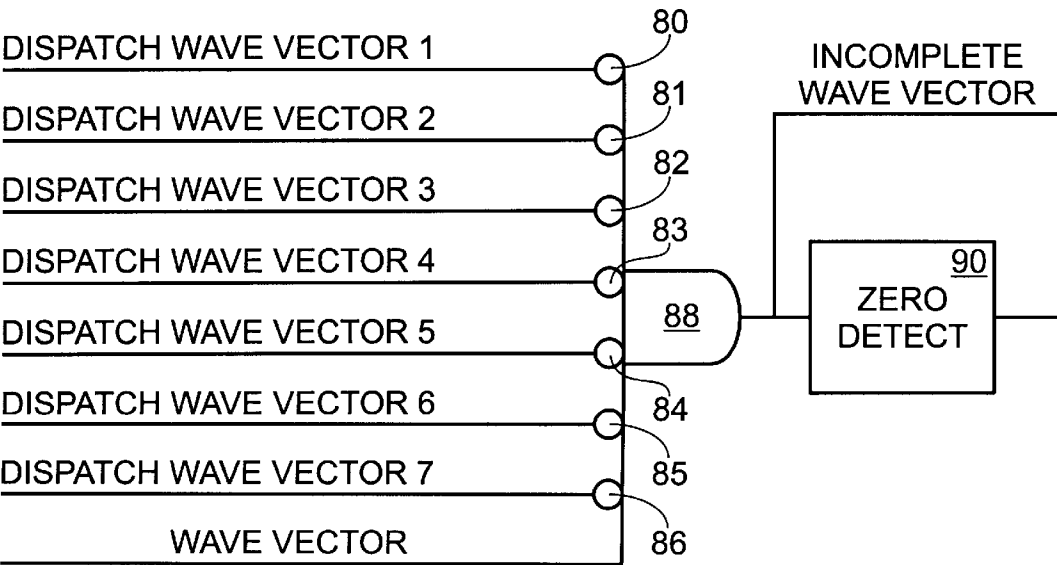 DISPATCH WAVE VECTOR 1
80
INCOMPLETE
WAVE VECTOR
DISPATCH WAVE VECTOR 2
81
DISPATCH WAVE VECTOR 3
82
DISPATCH WAVE VECTOR 4
83
88
90
ZERO
DETECT
DISPATCH WAVE VECTOR 5
84
DISPATCH WAVE VECTOR 6
85
DISPATCH WAVE VECTOR 7
86
WAVE VECTOR